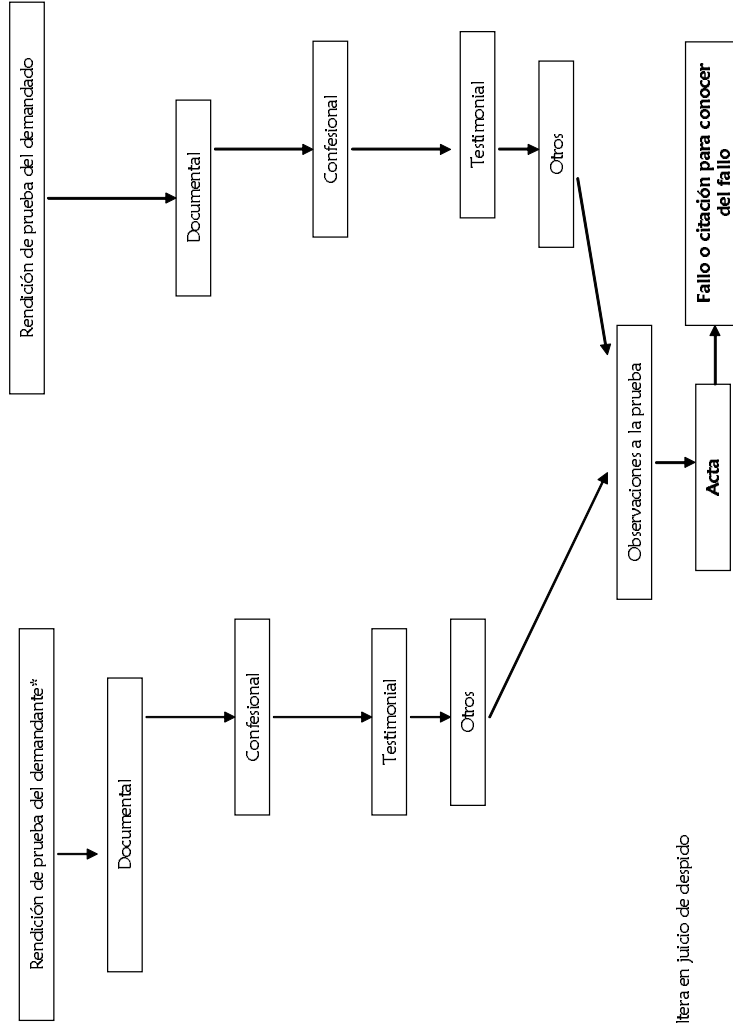 Rendición de prueba del demandante*
Documental
Confesional
Testimonial
Otros
Rendición de prueba del demandado
Documental
Confesional
Testimonial
Otros
Observaciones a la prueba
Acta
Fallo o citación para conocer
del fallo
ltera en juicio de despido